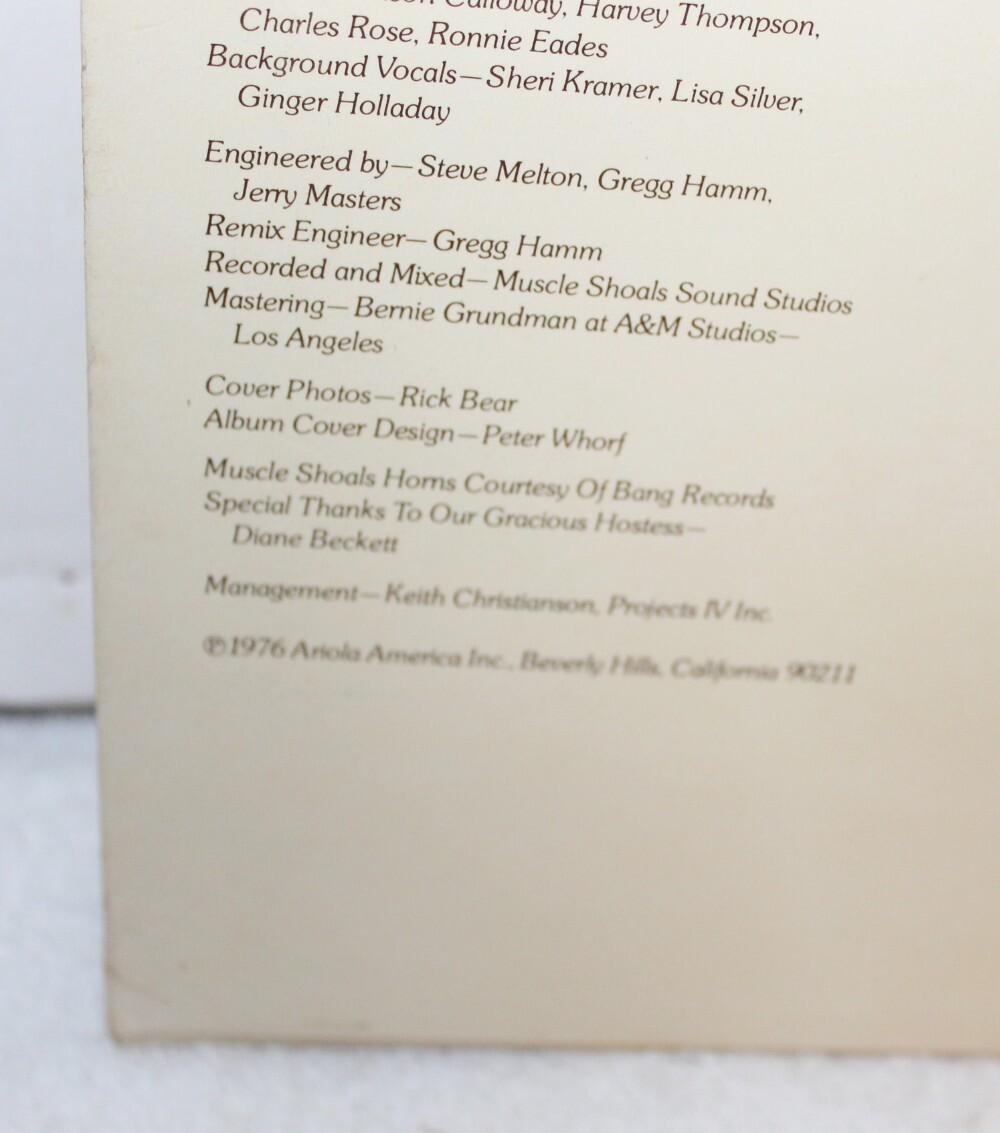 Calloway, Harvey Thompson,
Charles Rose, Ronnie Eades
Background Vocals—Sheri Kramer, Lisa Silver,
Ginger Holladay
Engineered by—Steve Melton, Gregg Hamm,
Jerry Masters
Remix Engineer—Gregg Hamm
Recorded and Mixed—Muscle Shoals Sound Studios
Mastering—Bernie Grundman at A&M Studios—
Los Angeles
Cover Photos—Rick Bear
Album Cover Design—Peter Whorf
Muscle Shoals Horns Courtesy Of Bang Records
Special Thanks To Our Gracious Hostess—
Diane Beckett
Management—Keith Christianson, Projects IV Inc.
℗1976 Ariola America Inc., Beverly Hills, California 90211